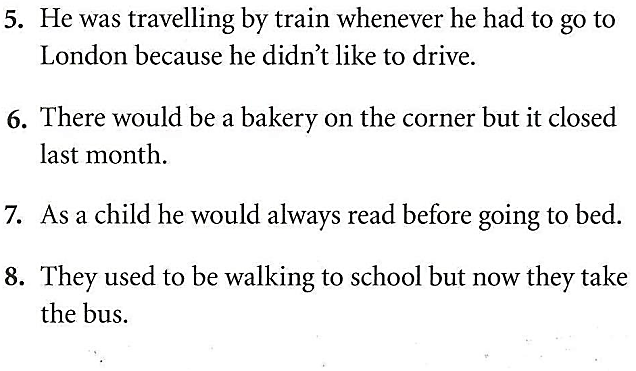 5. He was travelling by train whenever he had to go to
London because he didn't like to drive.
6. There would be a bakery on the corner but it closed
last month.
7. As a child he would always read before going to bed.
8. They used to be walking to school but now they take
the bus.